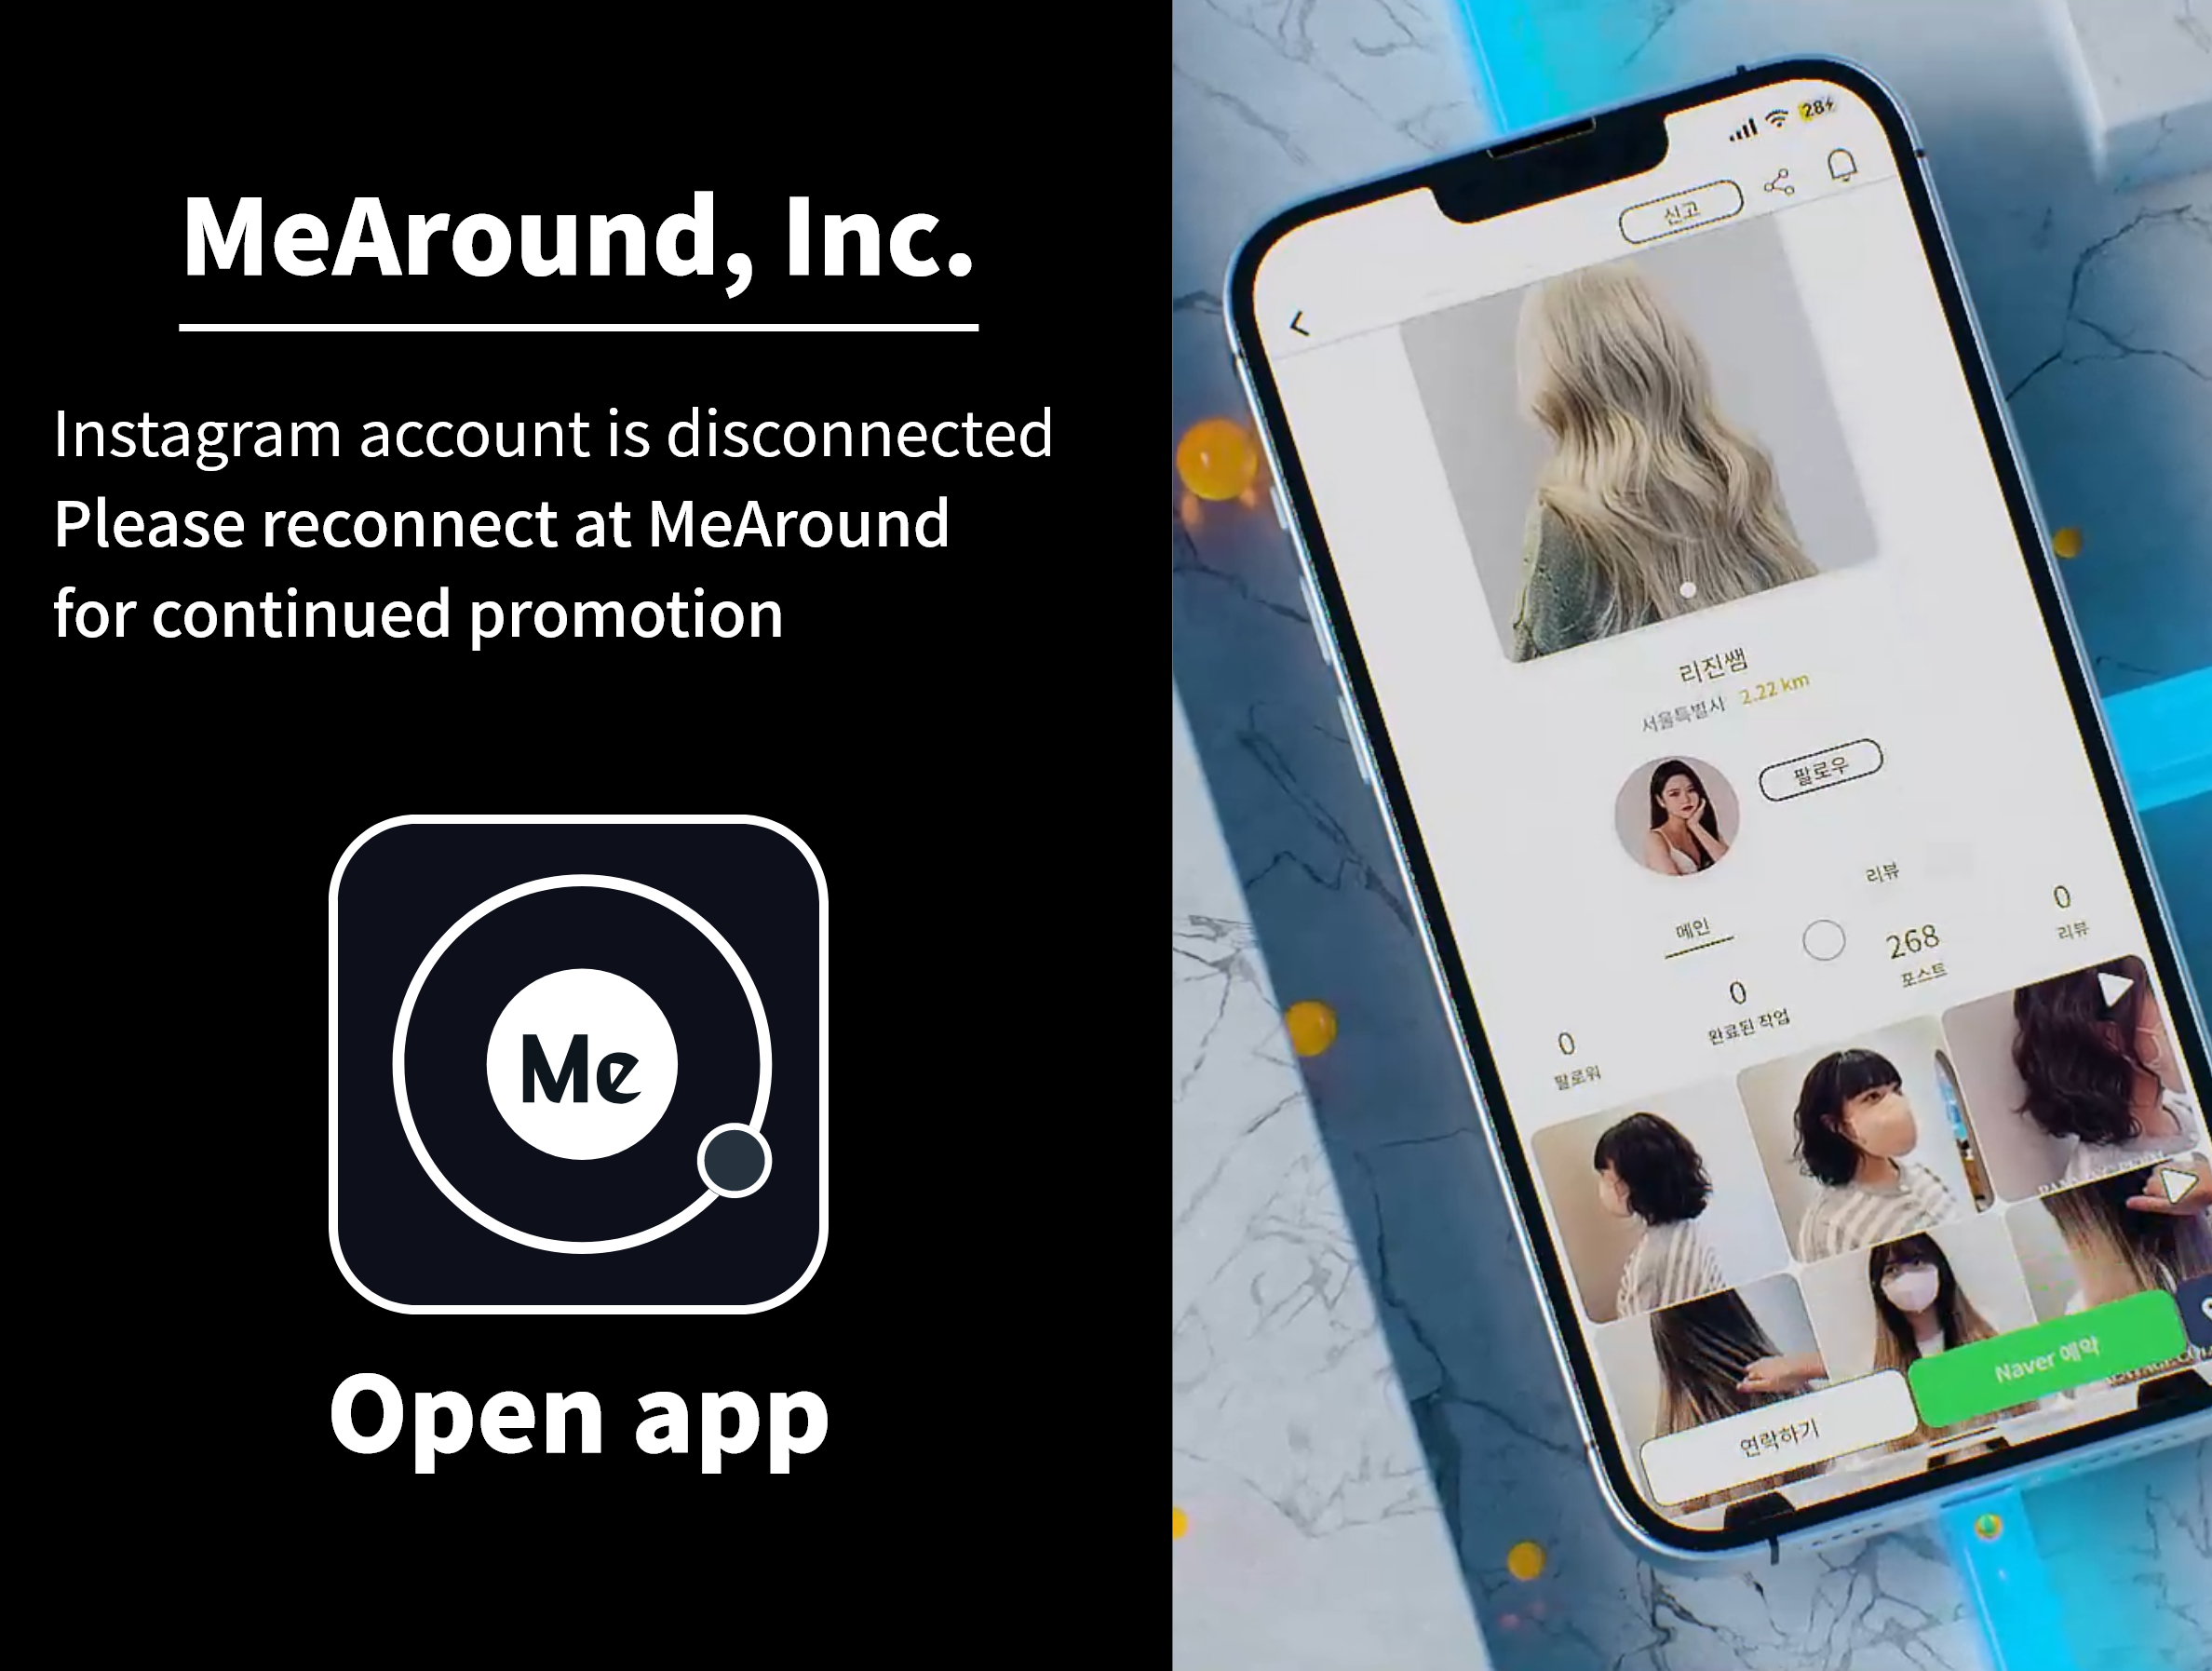 MeAround, Inc.
Instagram account is disconnected
Please reconnect at MeAround
for continued promotion
Me
Open app
28
신고
리진쌤
서울특별시 2.22 km
팔로우
메인
리뷰
0
팔로워
0
완료된 작업
268
포스트
0
리뷰
Naver 예약
연락하기